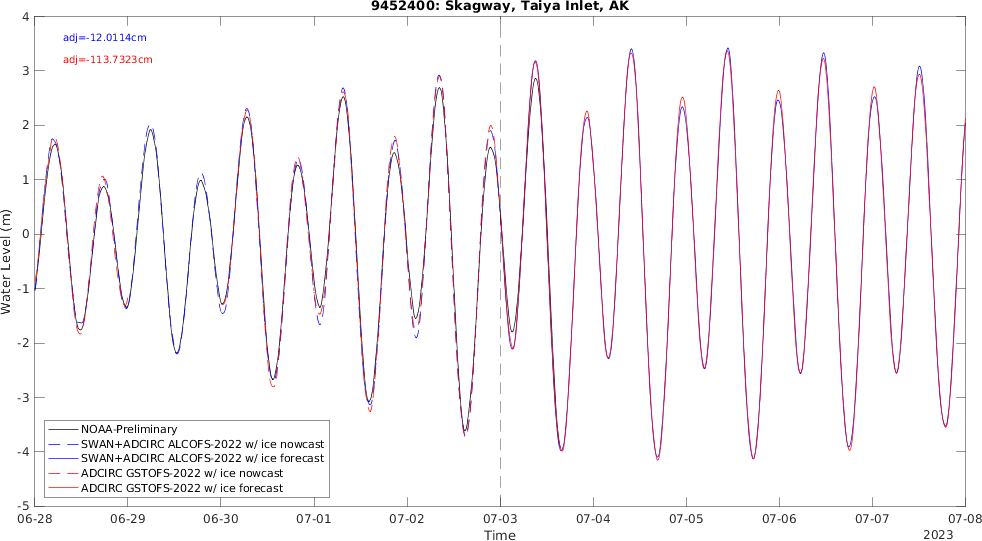 9452400: Skagway, Taiya Inlet, AK
adj=-12.0114cm
adj=-113.7323cm
4
3
2
1
0
-1
-2
-3
-4
-5
Water Level (m)
NOAA-Preliminary
SWAN+ADCIRC ALCOFS-2022 w/ ice nowcast
SWAN+ADCIRC ALCOFS-2022 w/ ice forecast
ADCIRC GSTOFS-2022 w/ ice nowcast
ADCIRC GSTOFS-2022 w/ ice forecast
06-28 06-29 06-30 07-01 07-02 07-03 07-04 07-05 07-06 07-07 07-08
Time
2023